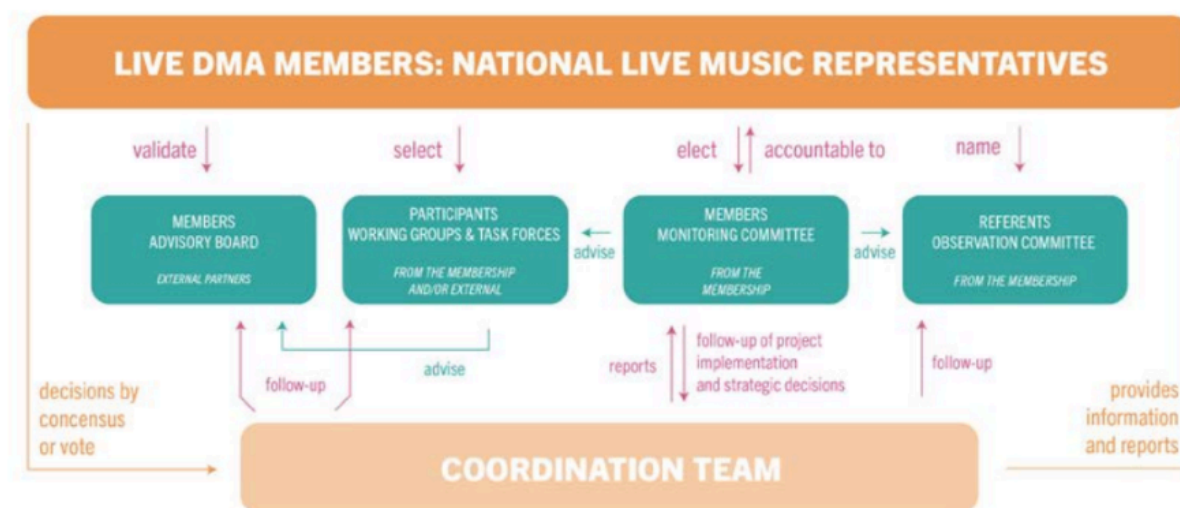 LIVE DMA MEMBERS: NATIONAL LIVE MUSIC REPRESENTATIVES
validate
select
elect
accountable to
name
MEMBERS
ADVISORY BOARD
EXTERNAL PARTNERS
PARTICIPANTS
WORKING GROUPS & TASK FORCES
FROM THE MEMBERSHIP
AND/OR EXTERNAL
advise
MEMBERS
MONITORING COMMITTEE
FROM THE
MEMBERSHIP
advise
REFERENTS
OBSERVATION COMMITTEE
FROM THE MEMBERSHIP
decisions by
concensus
or vote
follow-up
advise
reports
follow-up of project
implementation
and strategic decisions
follow-up
provides
information
and reports
COORDINATION TEAM